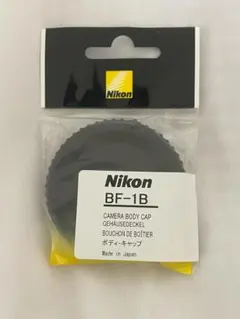 Nikon
Nikon
BF-1B
CAMERA BODY CAP
GEHÄUSEDECKEL
BOUCHON DE BOÎTIER
ボディ-キャップ
Made in Japan